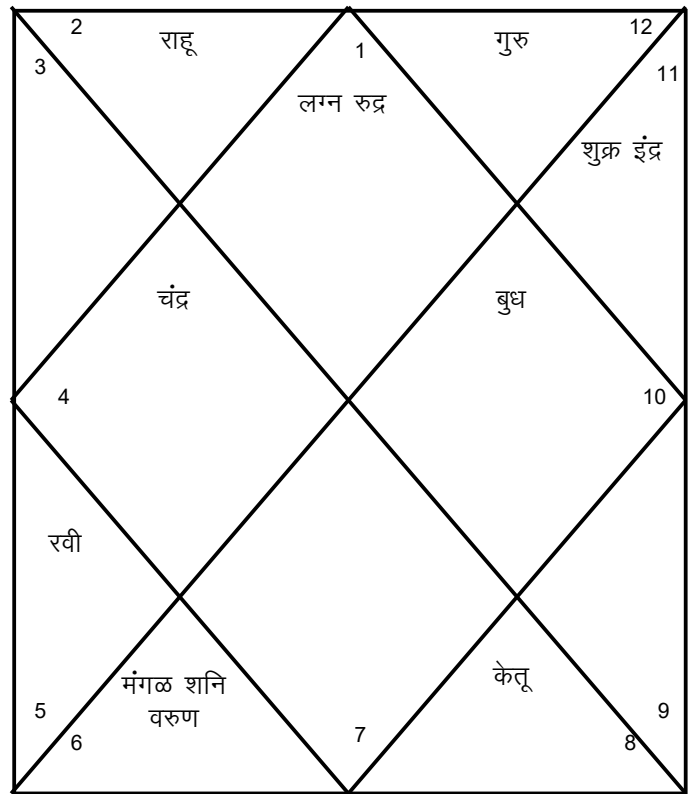 2
राहू
1
गुरु
12
3
11
लग्न रुद्र
शुक्र इंद्र
चंद्र
बुध
4
10
रवी
मंगळ शनि
वरुण
केतू
5
6
7
8
9